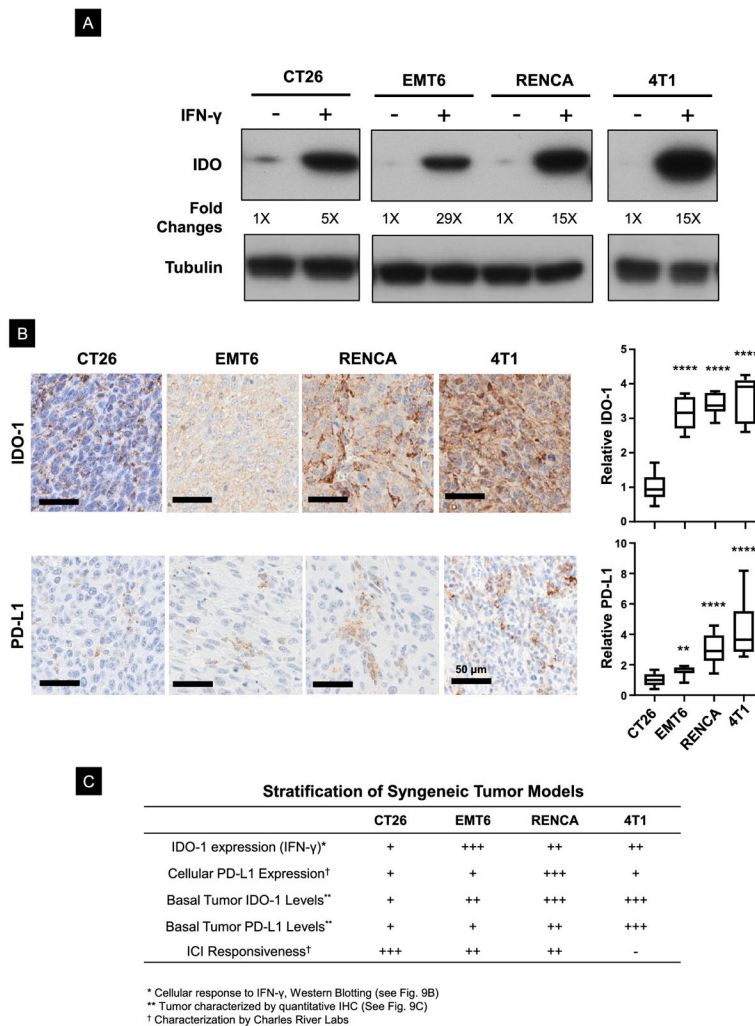 A
CT26 EMT6 RENCA 4T1
IFN-γ - + - + - + - +
IDO
Fold
Changes
1X 5X 1X 29X 1X 15X 1X 15X
Tubulin
B
CT26 EMT6 RENCA 4T1
IDO-1
PD-L1
50 μm
Relative IDO-1
5
4
3
2
1
0
**** **** ****
Relative PD-L1
10
8
6
4
2
0
** **** ****
CT26 EMT6 RENCA 4T1
C
Stratification of Syngeneic Tumor Models
CT26 EMT6 RENCA 4T1
IDO-1 expression (IFN-γ)* + +++ ++ ++
Cellular PD-L1 Expression† + + +++ +
Basal Tumor IDO-1 Levels** + ++ +++ +++
Basal Tumor PD-L1 Levels** + + ++ +++
ICI Responsiveness† +++ ++ ++ -
* Cellular response to IFN-γ, Western Blotting (see Fig. 9B)
** Tumor characterized by quantitative IHC (See Fig. 9C)
† Characterization by Charles River Labs